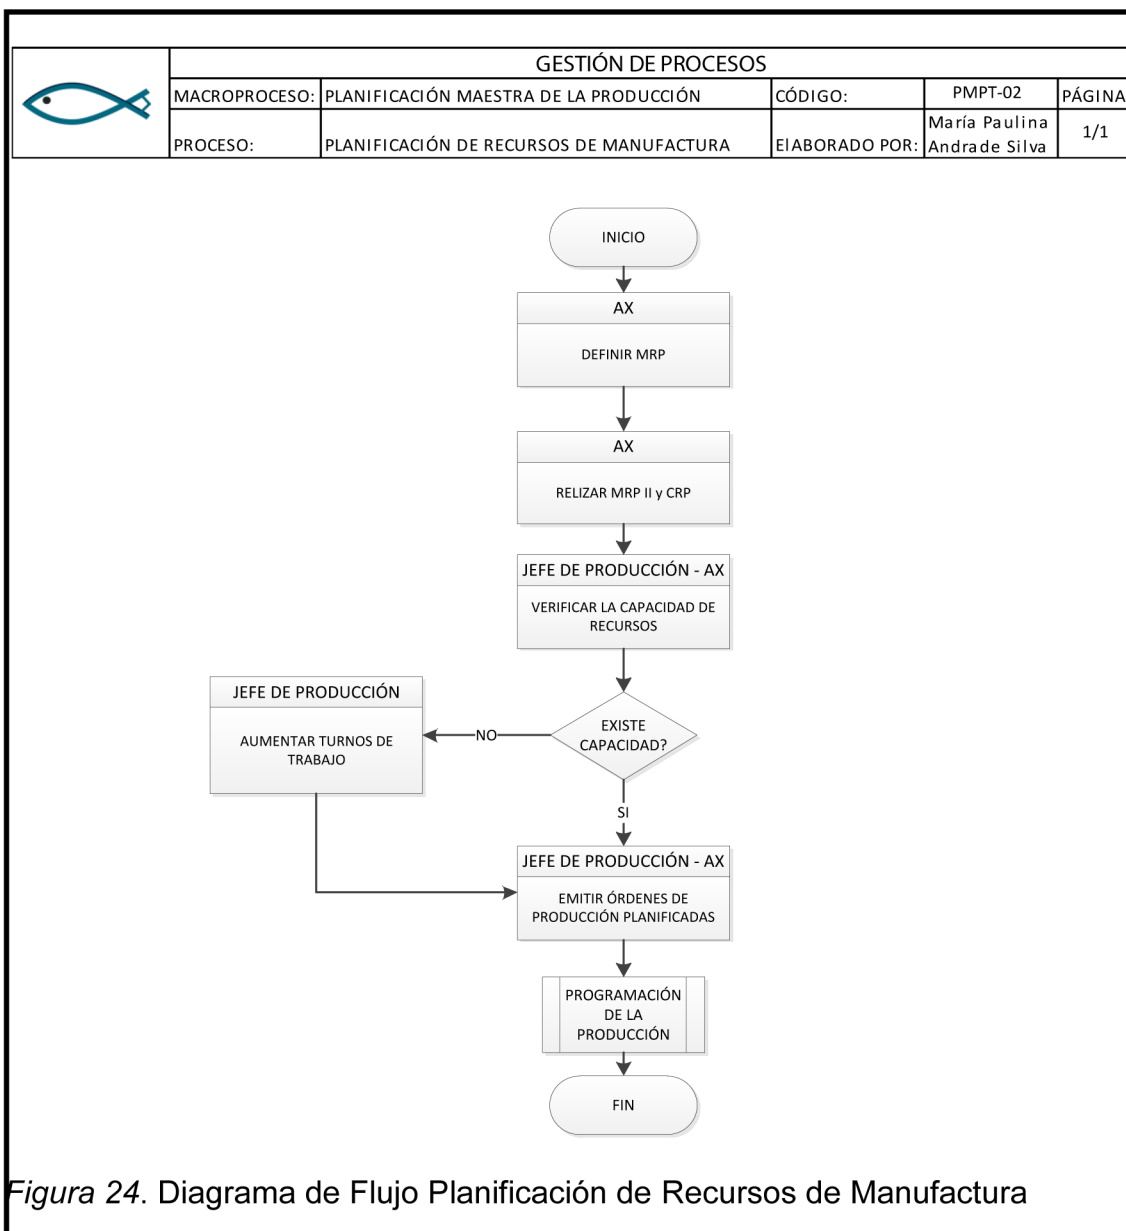 GESTIÓN DE PROCESOS
MACROPROCESO: PLANIFICACIÓN MAESTRA DE LA PRODUCCIÓN CÓDIGO: PMPT-02 PÁGINA
PROCESO: PLANIFICACIÓN DE RECURSOS DE MANUFACTURA ElABORADO POR: María Paulina
Andrade Silva 1/1
INICIO
AX
DEFINIR MRP
AX
RELIZAR MRP II y CRP
JEFE DE PRODUCCIÓN - AX
VERIFICAR LA CAPACIDAD DE
RECURSOS
EXISTE
CAPACIDAD?
NO
JEFE DE PRODUCCIÓN
AUMENTAR TURNOS DE
TRABAJO
SI
JEFE DE PRODUCCIÓN - AX
EMITIR ÓRDENES DE
PRODUCCIÓN PLANIFICADAS
PROGRAMACIÓN
DE LA
PRODUCCIÓN
FIN
Figura 24. Diagrama de Flujo Planificación de Recursos de Manufactura